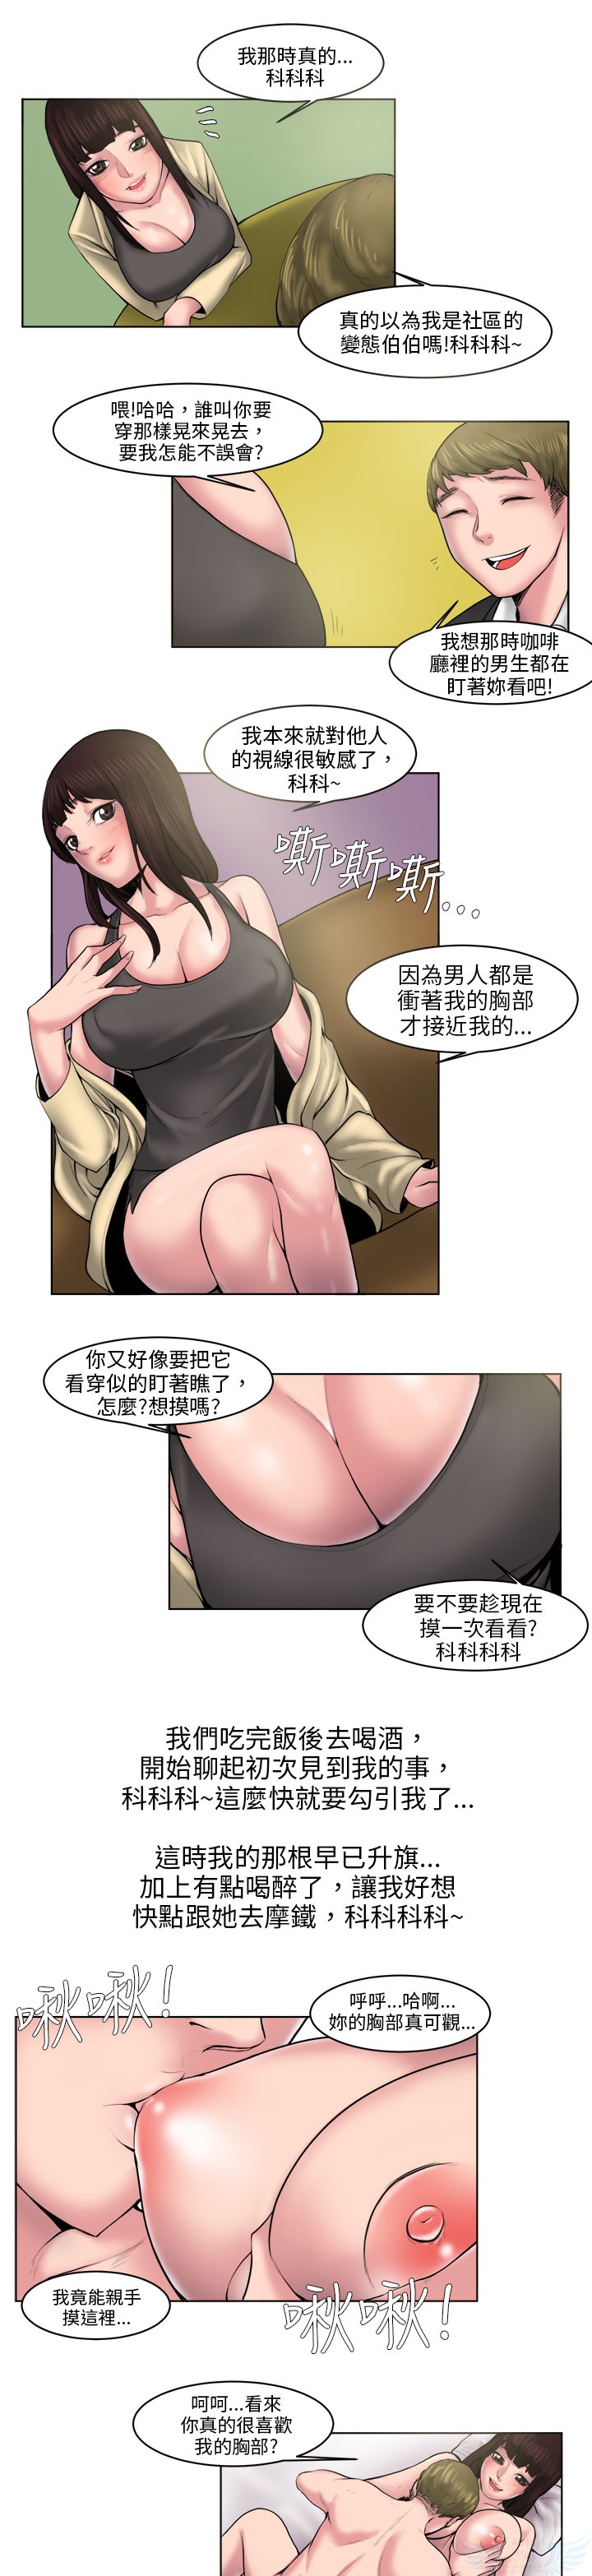 我那時真的...
科科科
真的以為我是社區的
變態伯伯嗎!科科科~
喂!哈哈，誰叫你要
穿那樣晃來晃去，
要我怎能不誤會?
我想那時咖啡
廳裡的男生都在
盯著妳看吧!
我本來就對他人
的視線很敏感了，
科科~
嘶嘶嘶...
因為男人都是
衝著我的胸部
才接近我的...
你又好像要把它
看穿似的盯著瞧了，
怎麼?想摸嗎?
要不要趁現在
摸一次看看?
科科科科
我們吃完飯後去喝酒，
開始聊起初次見到我的事，
科科科~這麼快就要勾引我了...
這時我的那根早已升旗...
加上有點喝醉了，讓我好想
快點跟她去摩鐵，科科科科~
啾啾!
呼呼...哈啊...
妳的胸部真可觀...
我竟能親手
摸這裡...
啾啾!
呵呵...看來
你真的很喜歡
我的胸部?